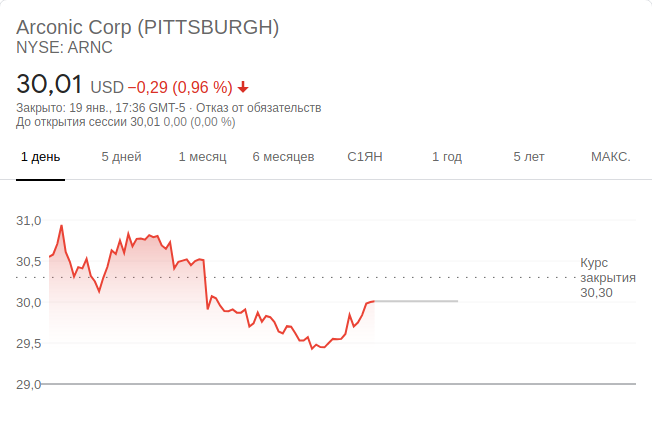 Arconic Corp (PITTSBURGH)
NYSE: ARNC
30,01 USD −0,29 (0,96 %)
Закрыто: 19 янв., 17:36 GMT-5 · Отказ от обязательств
До открытия сессии 30,01 0,00 (0,00 %)
1 день 5 дней 1 месяц 6 месяцев С1ЯН 1 год 5 лет МАКС.
31,0
30,5
30,0
29,5
29,0
Курс
закрытия
30,30